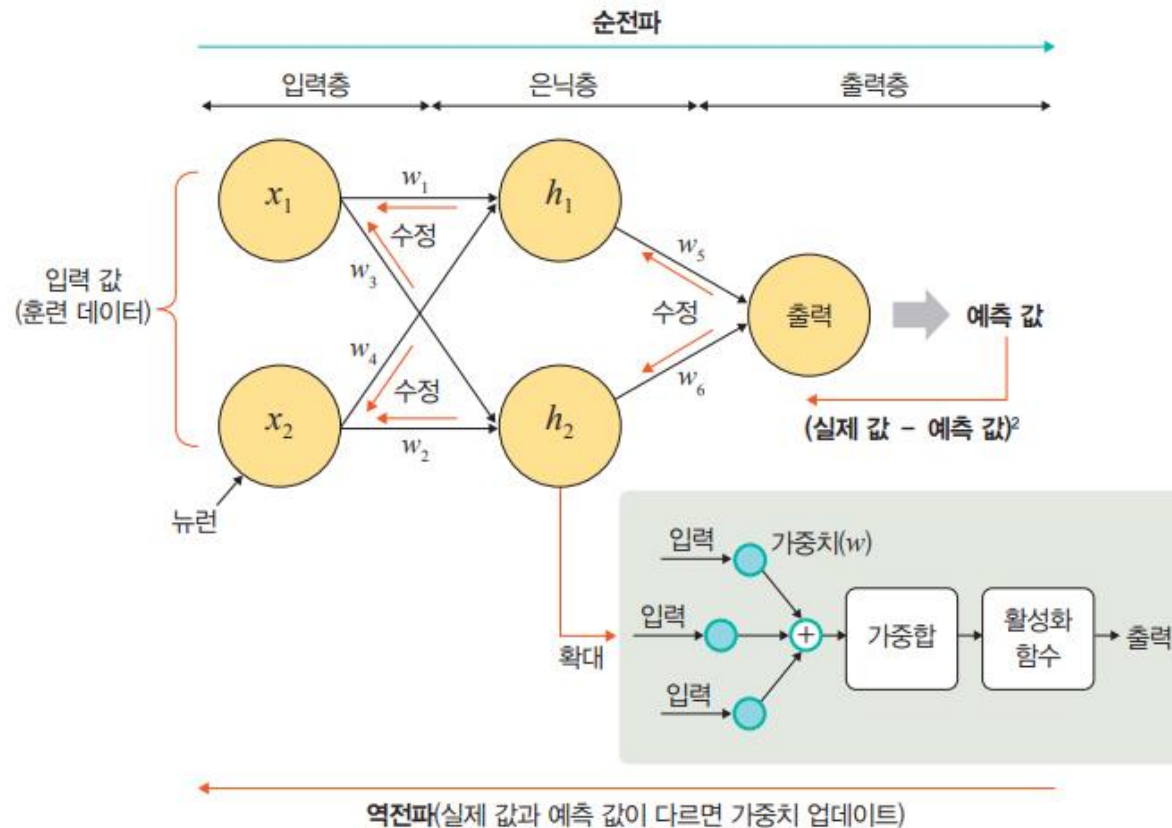 순전파
입력층 은닉층 출력층
x₁ w₁ h₁
수정
w₃ w₅
입력 값
(훈련 데이터)
수정 출력 예측 값
w₄ w₆
수정
x₂ w₂ h₂
(실제 값 - 예측 값)²
뉴런
입력 가중치(w)
입력 + 가중합 활성화
함수 출력
확대
입력
역전파(실제 값과 예측 값이 다르면 가중치 업데이트)